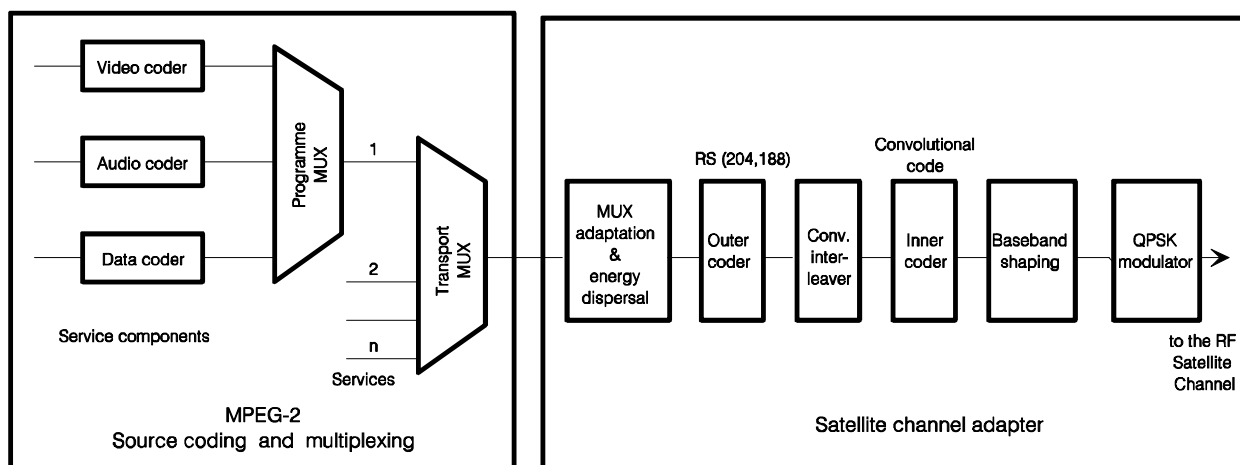 Video coder
Audio coder
Data coder
Service components
Programme
MUX
1
2
n
Services
Transport
MUX
MPEG-2
Source coding and multiplexing
MUX
adaptation
&
energy
dispersal
RS (204,188)
Outer
coder
Conv.
inter-
leaver
Convolutional
code
Inner
coder
Baseband
shaping
QPSK
modulator
to the RF
Satellite
Channel
Satellite channel adapter